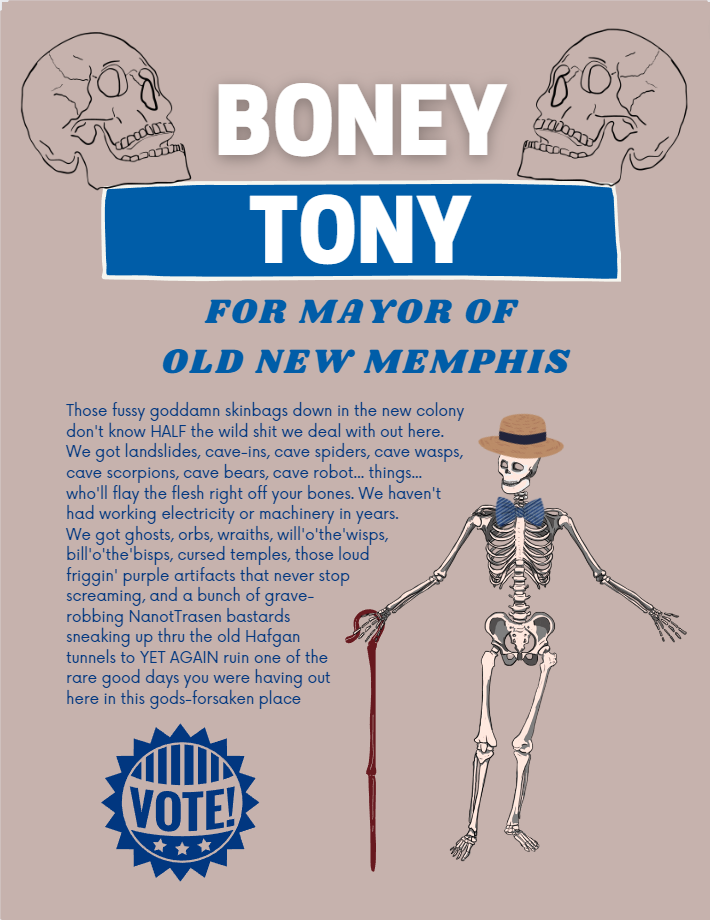 BONEY
TONY
FOR MAYOR OF
OLD NEW MEMPHIS
Those fussy goddamn skinbags down in the new colony
don't know HALF the wild shit we deal with out here.
We got landslides, cave-ins, cave spiders, cave wasps,
cave scorpions, cave bears, cave robot... things...
who'll flay the flesh right off your bones. We haven't
had working electricity or machinery in years.
We got ghosts, orbs, wraiths, will'o'the'wisps,
bill'o'the'bisps, cursed temples, those loud
friggin' purple artifacts that never stop
screaming, and a bunch of grave-
robbing NanotTrasen bastards
sneaking up thru the old Hafgan
tunnels to YET AGAIN ruin one of the
rare good days you were having out
here in this gods-forsaken place
VOTE!